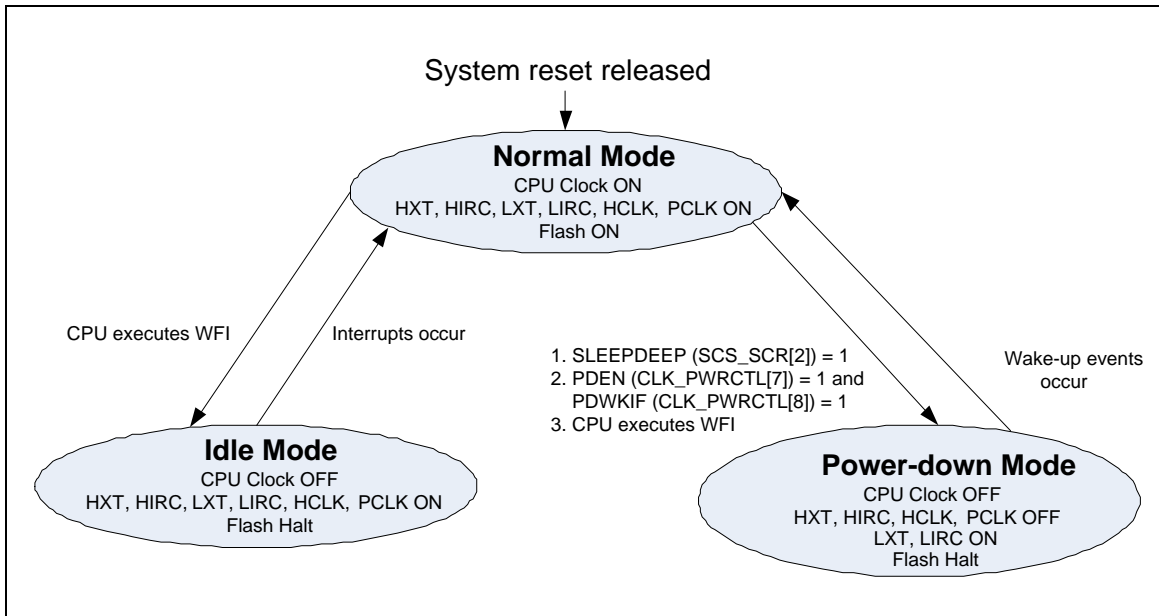 System reset released
Normal Mode
CPU Clock ON
HXT, HIRC, LXT, LIRC, HCLK, PCLK ON
Flash ON
CPU executes WFI
Interrupts occur
1. SLEEPDEEP (SCS_SCR[2]) = 1
2. PDEN (CLK_PWRCTL[7]) = 1 and
PDWKIF (CLK_PWRCTL[8]) = 1
3. CPU executes WFI
Wake-up events
occur
Idle Mode
CPU Clock OFF
HXT, HIRC, LXT, LIRC, HCLK, PCLK ON
Flash Halt
Power-down Mode
CPU Clock OFF
HXT, HIRC, HCLK, PCLK OFF
LXT, LIRC ON
Flash Halt